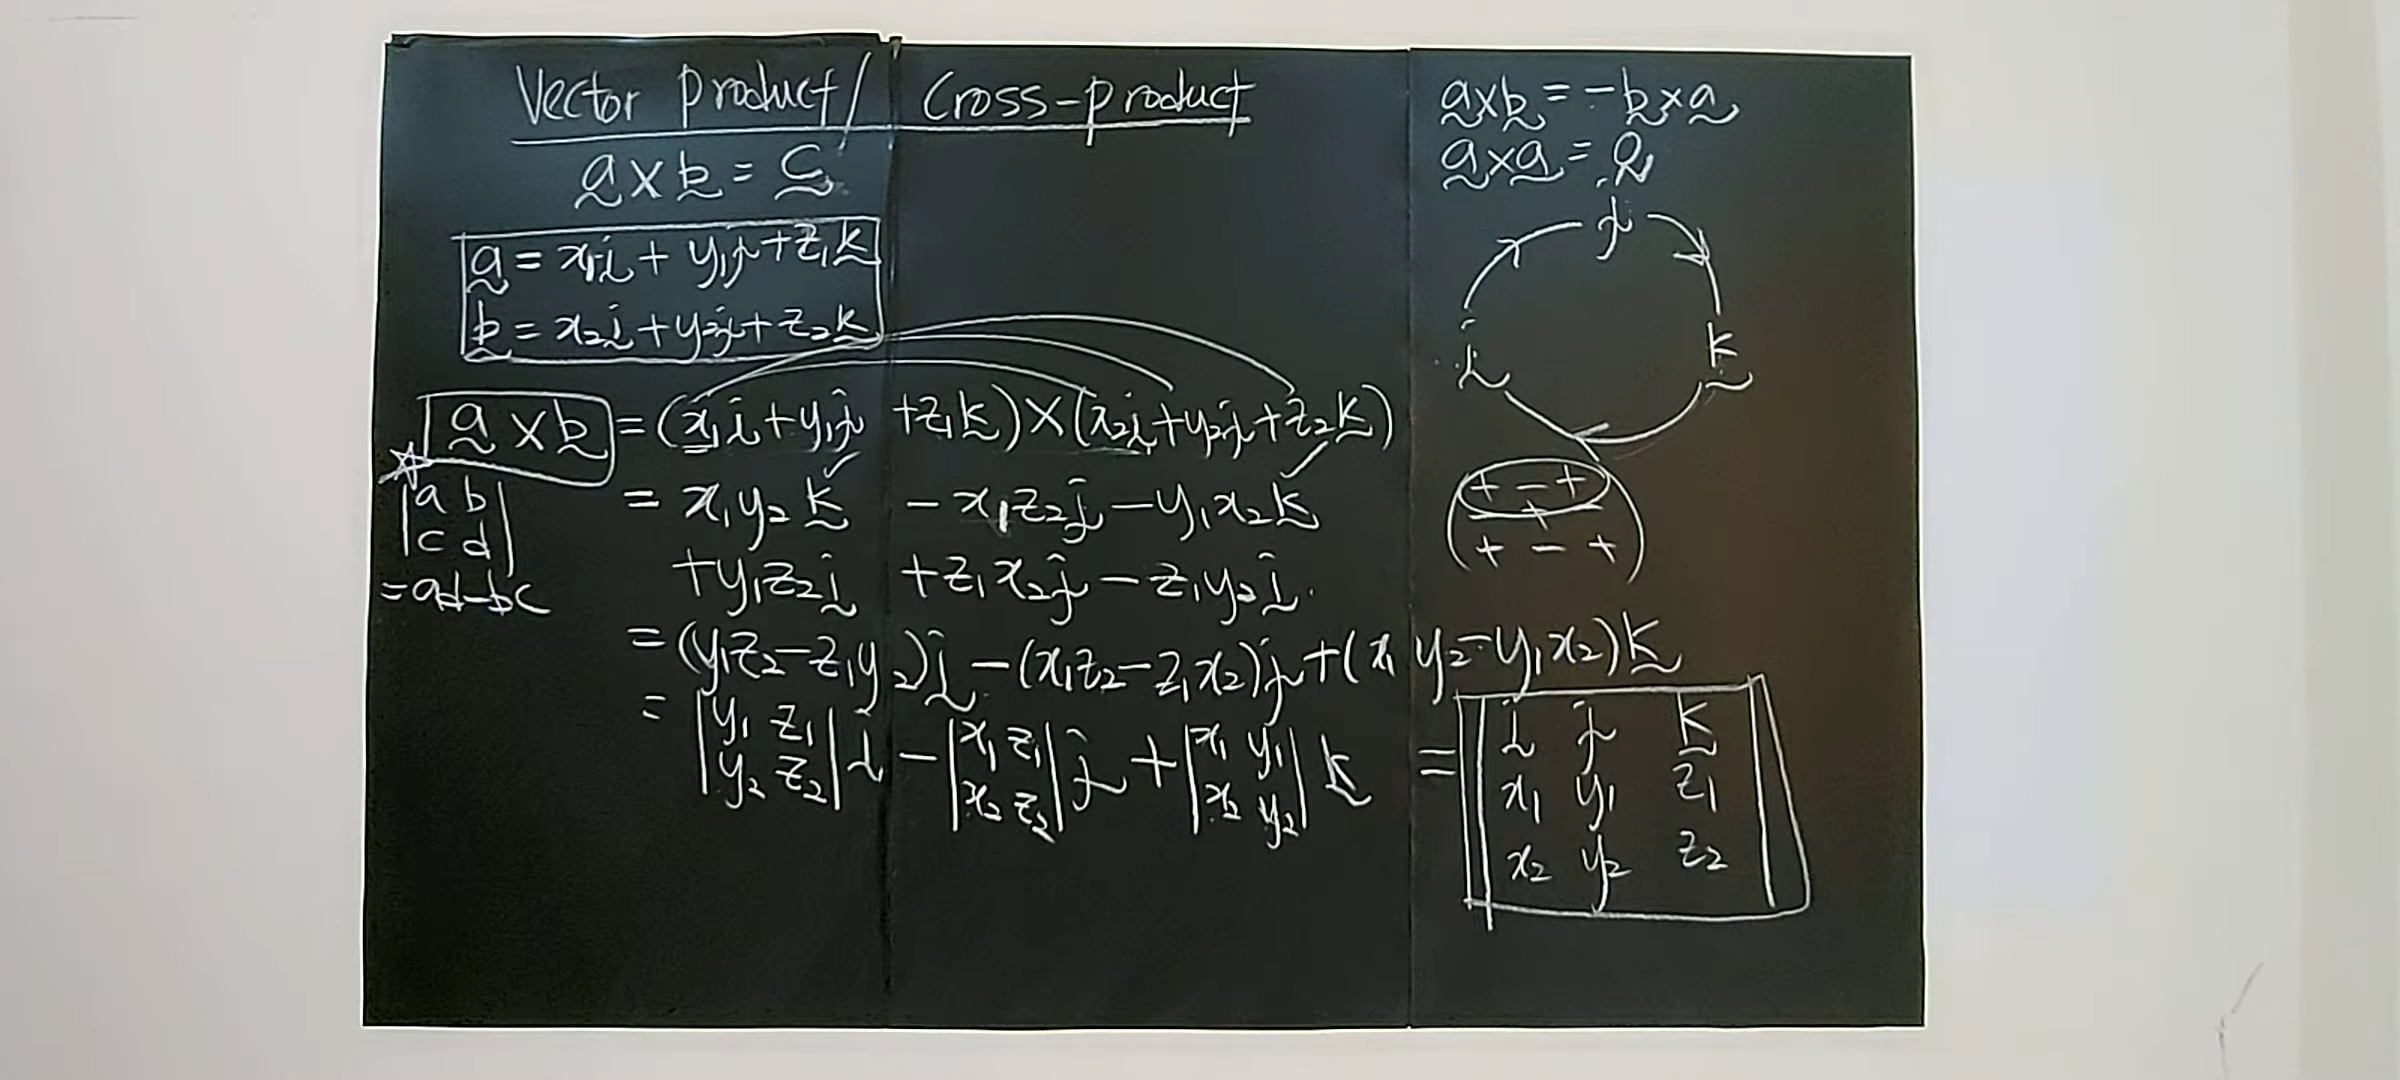 Vector product / Cross-product
a × b = c
a = x₁i + y₁j + z₁k
b = x₂i + y₂j + z₂k
a × b = (x₁i + y₁j + z₁k) × (x₂i + y₂j + z₂k)
= x₁y₂k - x₁z₂j - y₁x₂k
+ y₁z₂i + z₁x₂j - z₁y₂i
= (y₁z₂ - z₁y₂)i - (x₁z₂ - z₁x₂)j + (x₁y₂ - y₁x₂)k
= |y₁ z₁| i - |x₁ z₁| j + |x₁ y₁| k =
|y₂ z₂| |x₂ z₂| |x₂ y₂|
|a b|
|c d|
= ad - bc
a × b = -b × a
a × a = 0
j
i k
+ - +
- + -
+ - +
|i j k|
|x₁ y₁ z₁|
|x₂ y₂ z₂|